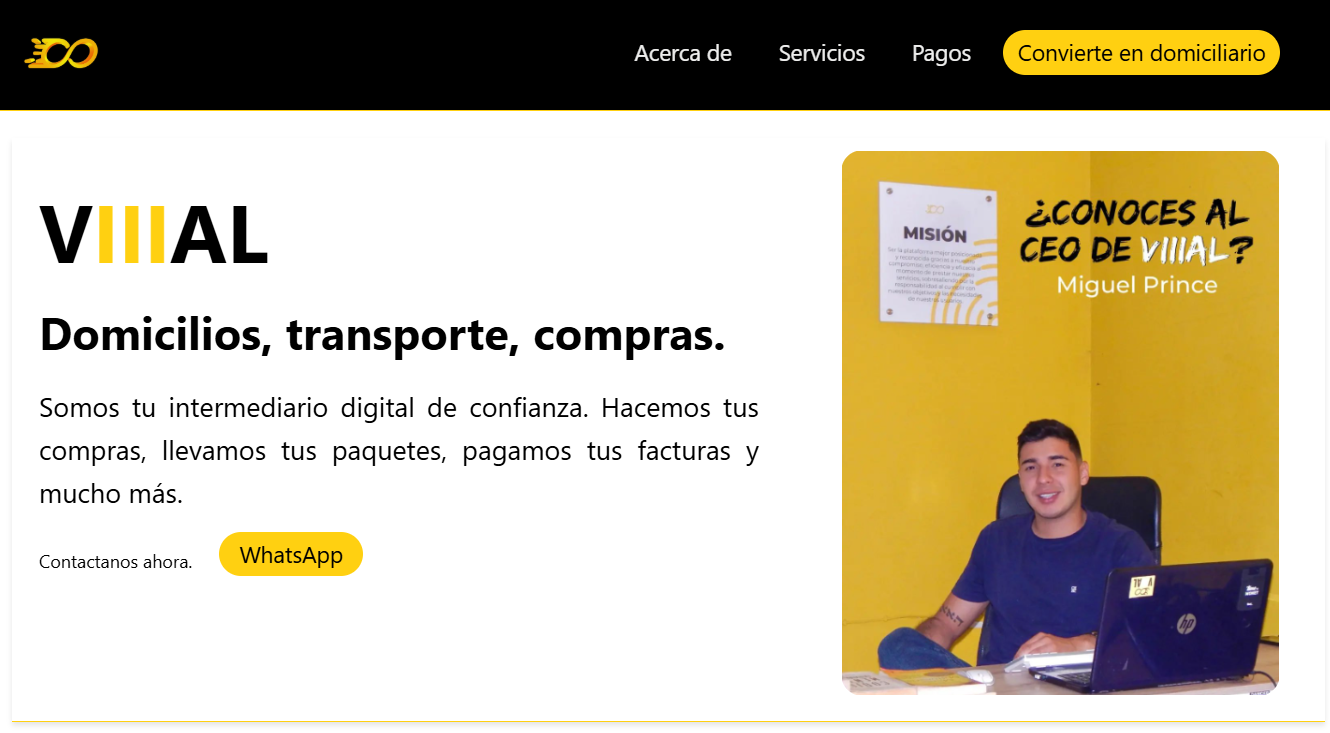 Acerca de
Servicios
Pagos
Convierte en domiciliario
VIIIAL
Domicilios, transporte, compras.
Somos tu intermediario digital de confianza. Hacemos tus
compras, llevamos tus paquetes, pagamos tus facturas y
mucho más.
Contactanos ahora.
WhatsApp
MISIÓN
¿CONOCES AL
CEO DE VIIIAL?
Miguel Prince
hp